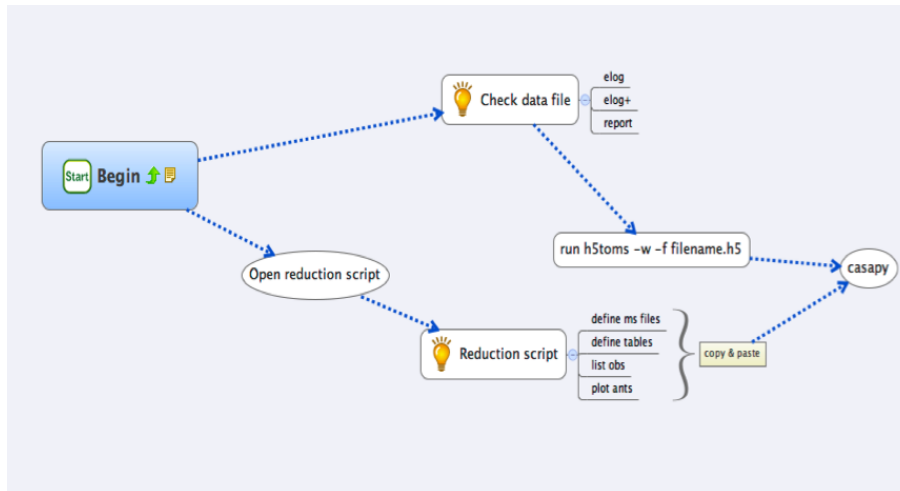 elog
Check data file
elog+
report
Start Begin
run h5toms -w -f filename.h5
casapy
Open reduction script
define ms files
Reduction script
define tables
copy & paste
list obs
plot ants